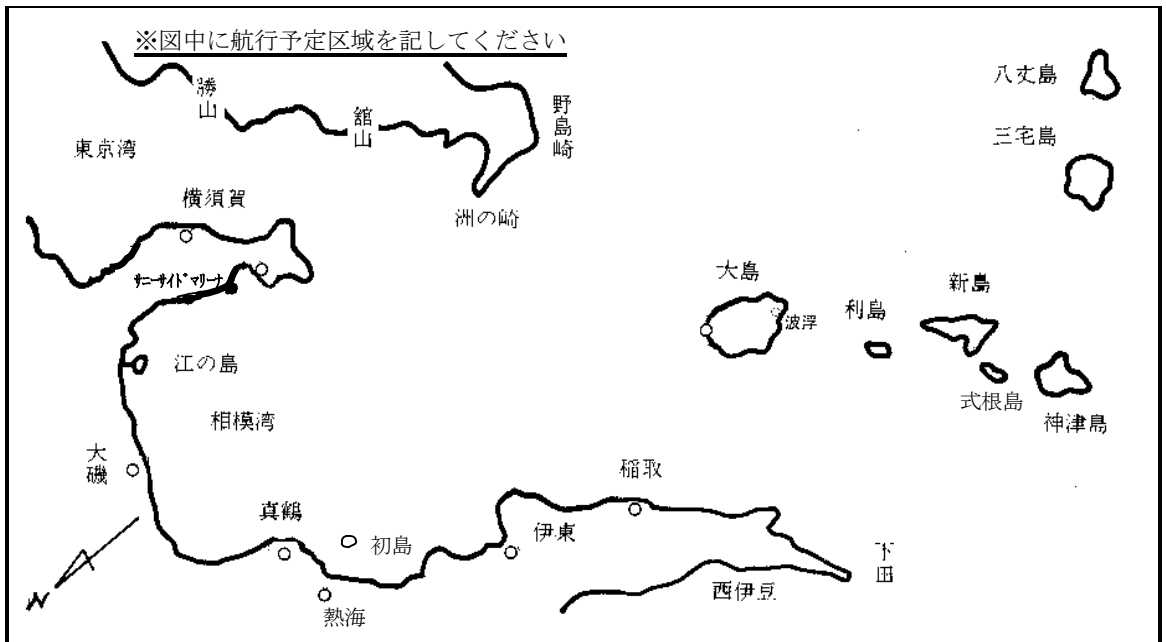 ※図中に航行予定区域を記してください
勝山
舘山
野島崎
八丈島
三宅島
東京湾
横須賀
洲の崎
サニーサイドマリーナ
大島
波浮
利島
新島
式根島
神津島
江の島
相模湾
大磯
真鶴
初島
熱海
伊東
稲取
西伊豆
下田
N